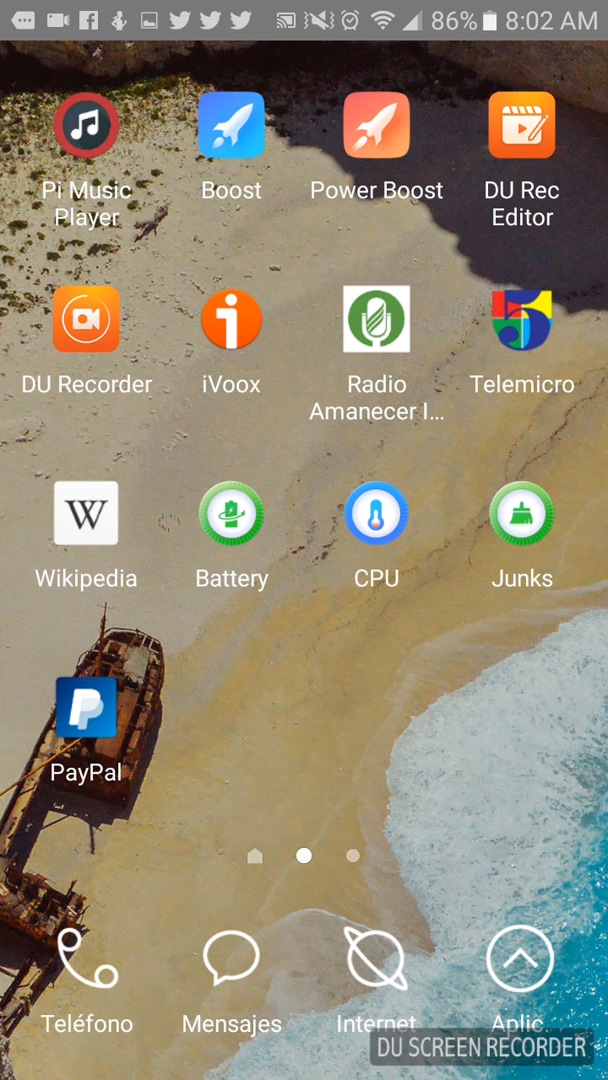 86% 8:02 AM
Pi Music Player
Boost
Power Boost
DU Rec Editor
DU Recorder
iVoox
Radio Amanecer I...
5
Telemicro
W
Wikipedia
Battery
CPU
Junks
P
PayPal
Teléfono
Mensajes
Internet
Aplic.
DU SCREEN RECORDER